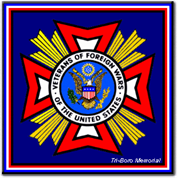 VETERANS OF FOREIGN WARS
OF THE UNITED STATES
Tri-Boro Memorial